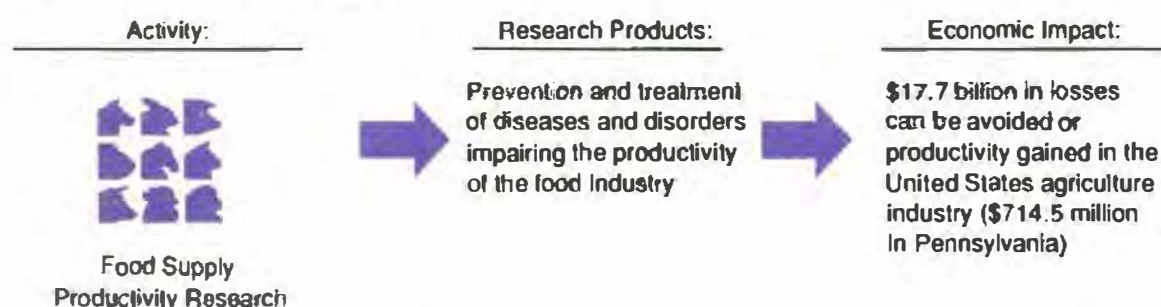 Activity:
Food Supply
Productivity Research
Research Products:
Prevention and treatment
of diseases and disorders
impairing the productivity
of the food Industry
Economic Impact:
$17.7 billion in losses
can be avoided or
productivity gained in the
United States agriculture
industry ($714.5 million
In Pennsylvania)